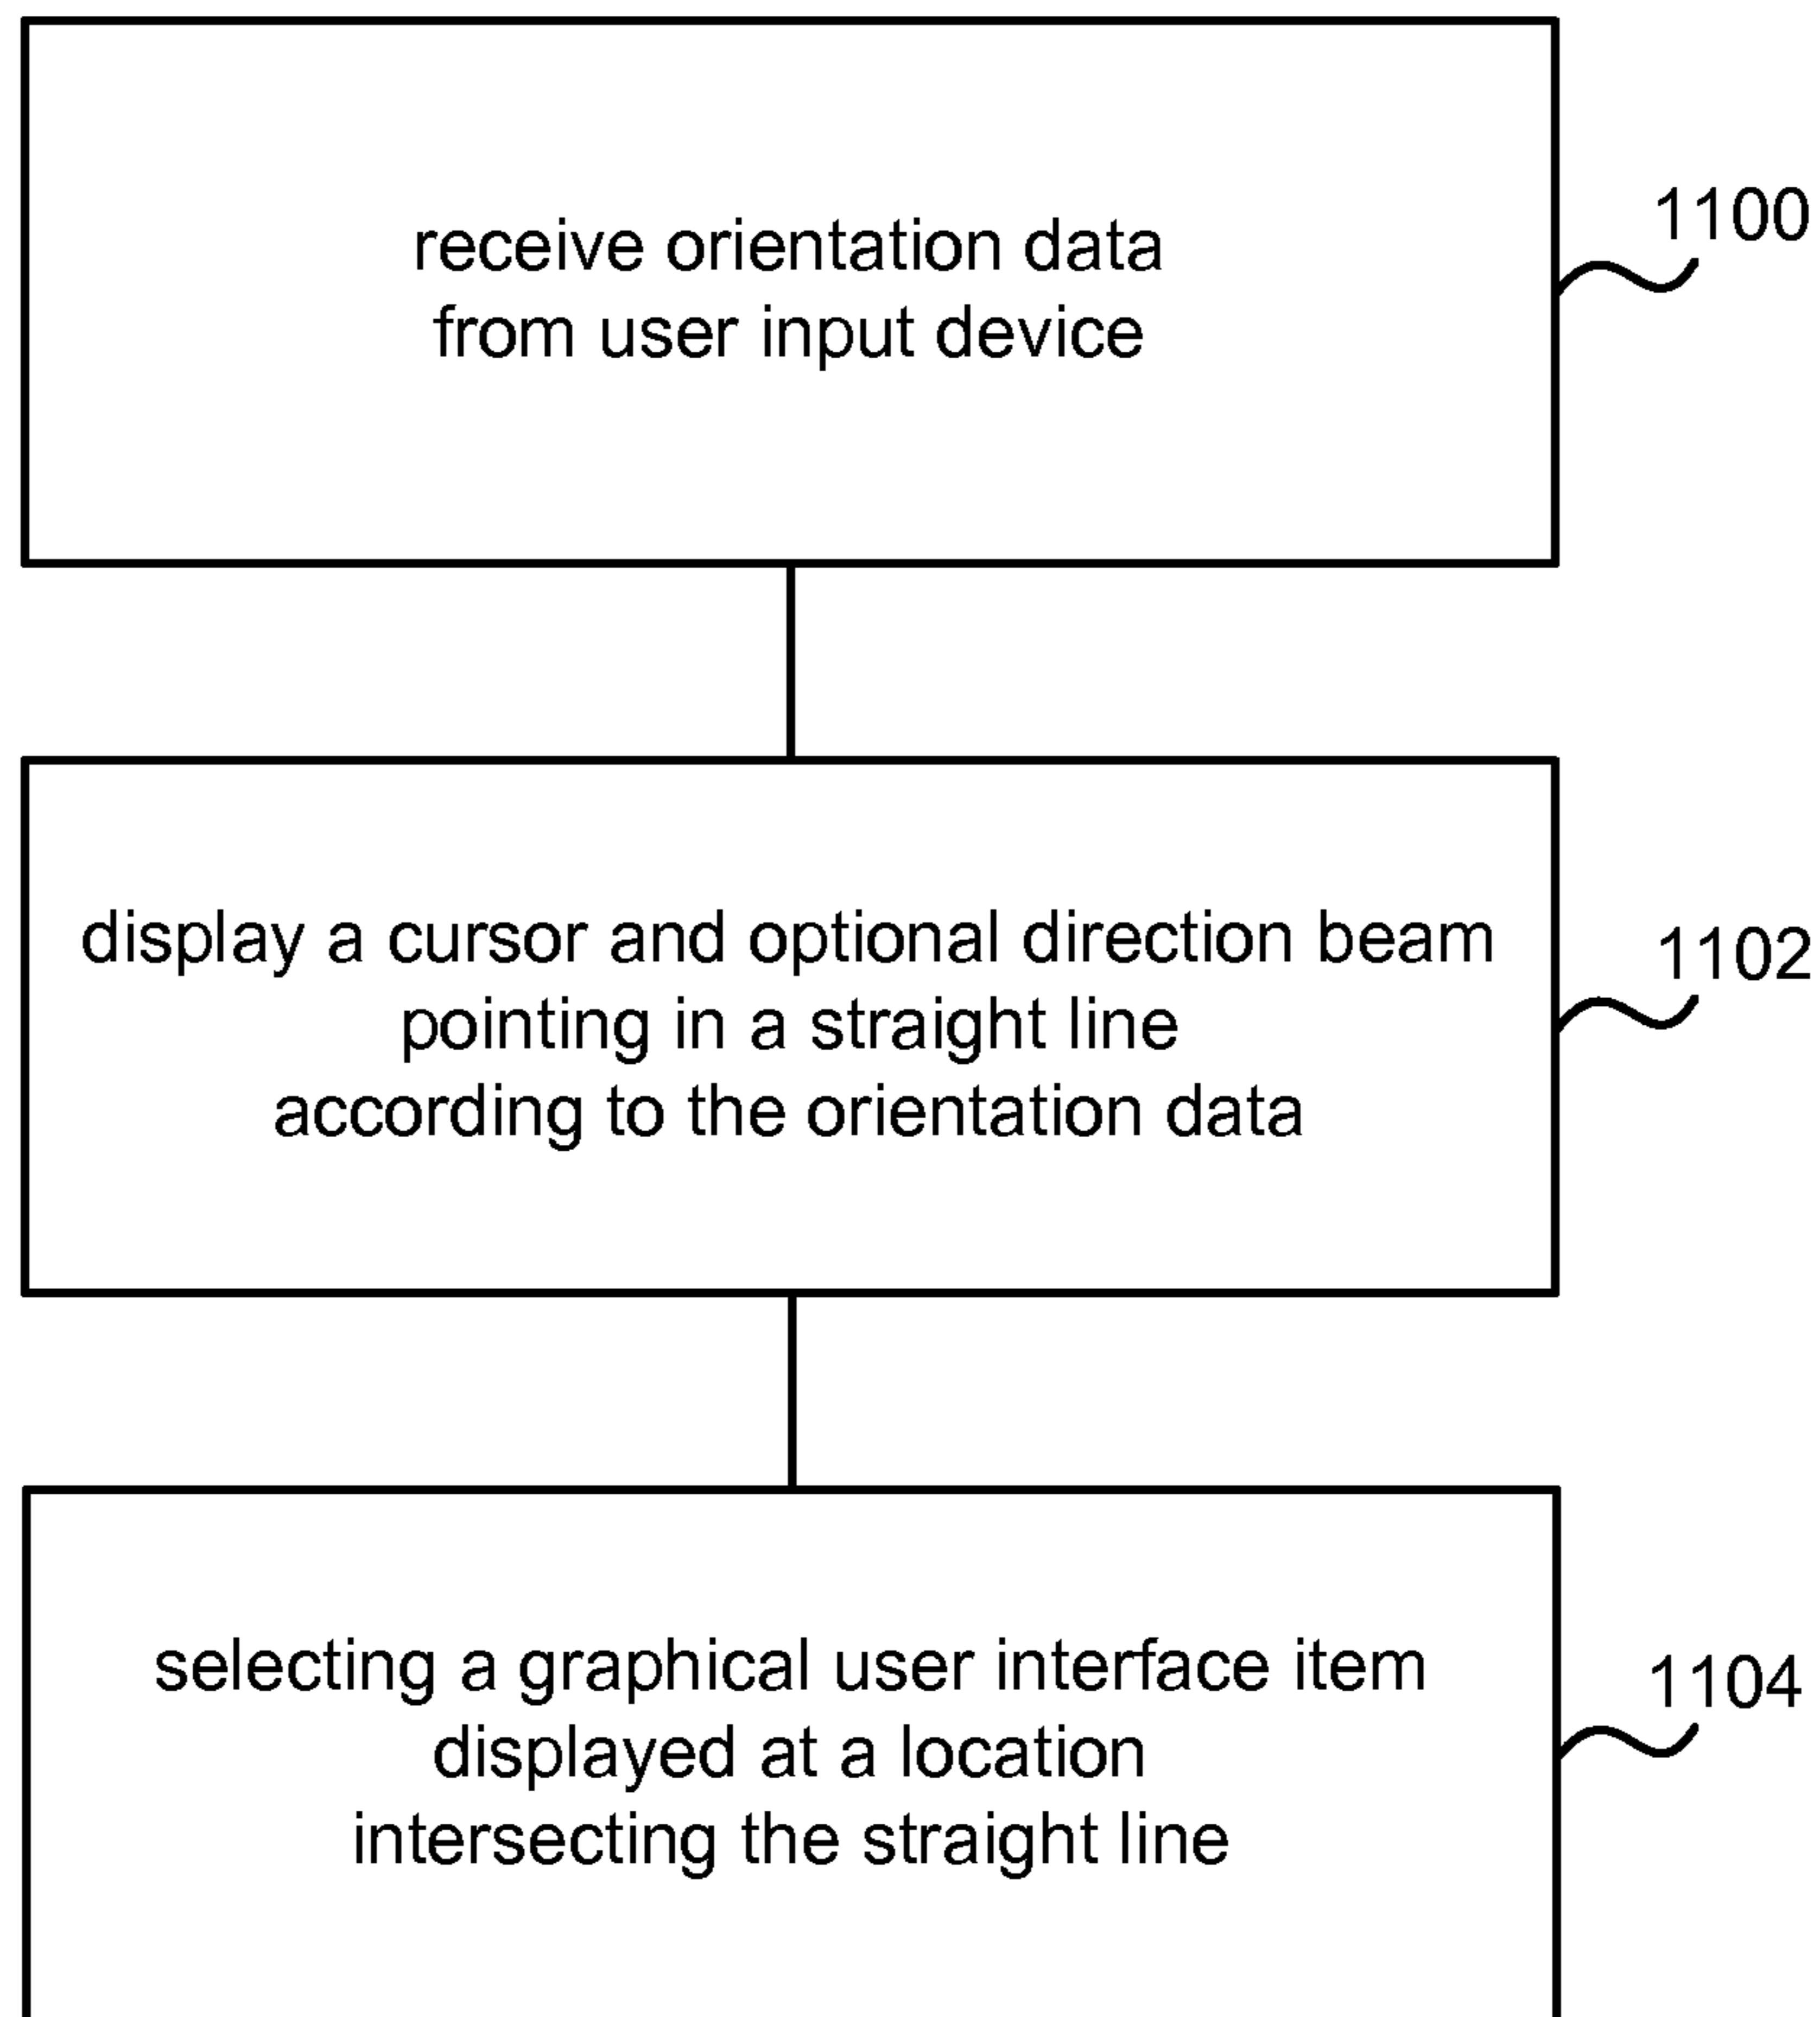 receive orientation data
from user input device
1100
display a cursor and optional direction beam
pointing in a straight line
according to the orientation data
1102
selecting a graphical user interface item
displayed at a location
intersecting the straight line
1104